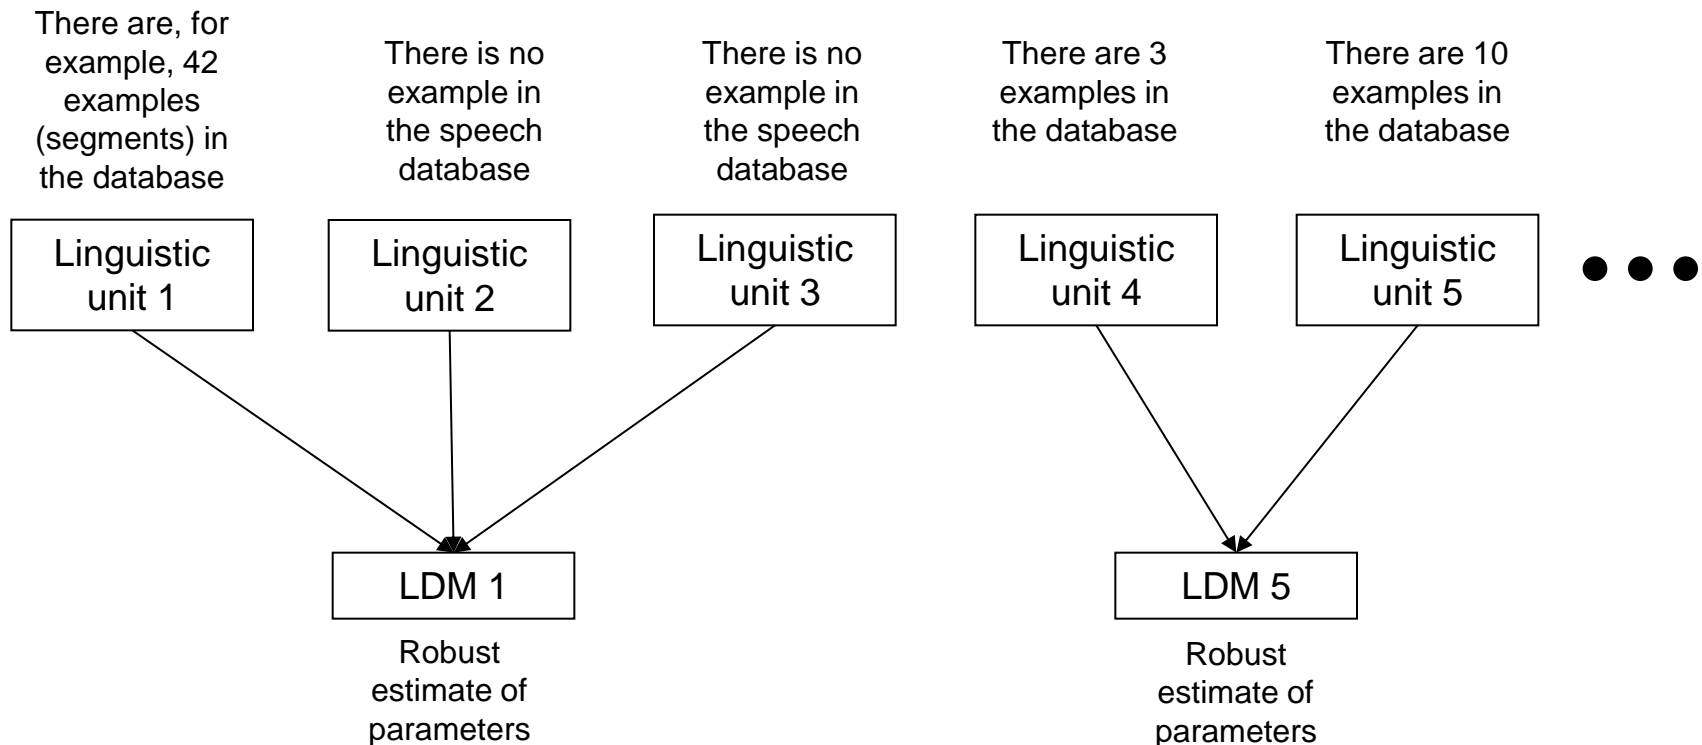 There are, for
example, 42
examples
(segments) in
the database
There is no
example in
the speech
database
There is no
example in
the speech
database
There are 3
examples in
the database
There are 10
examples in
the database
Linguistic
unit 1
Linguistic
unit 2
Linguistic
unit 3
Linguistic
unit 4
Linguistic
unit 5
LDM 1
LDM 5
Robust
estimate of
parameters
Robust
estimate of
parameters